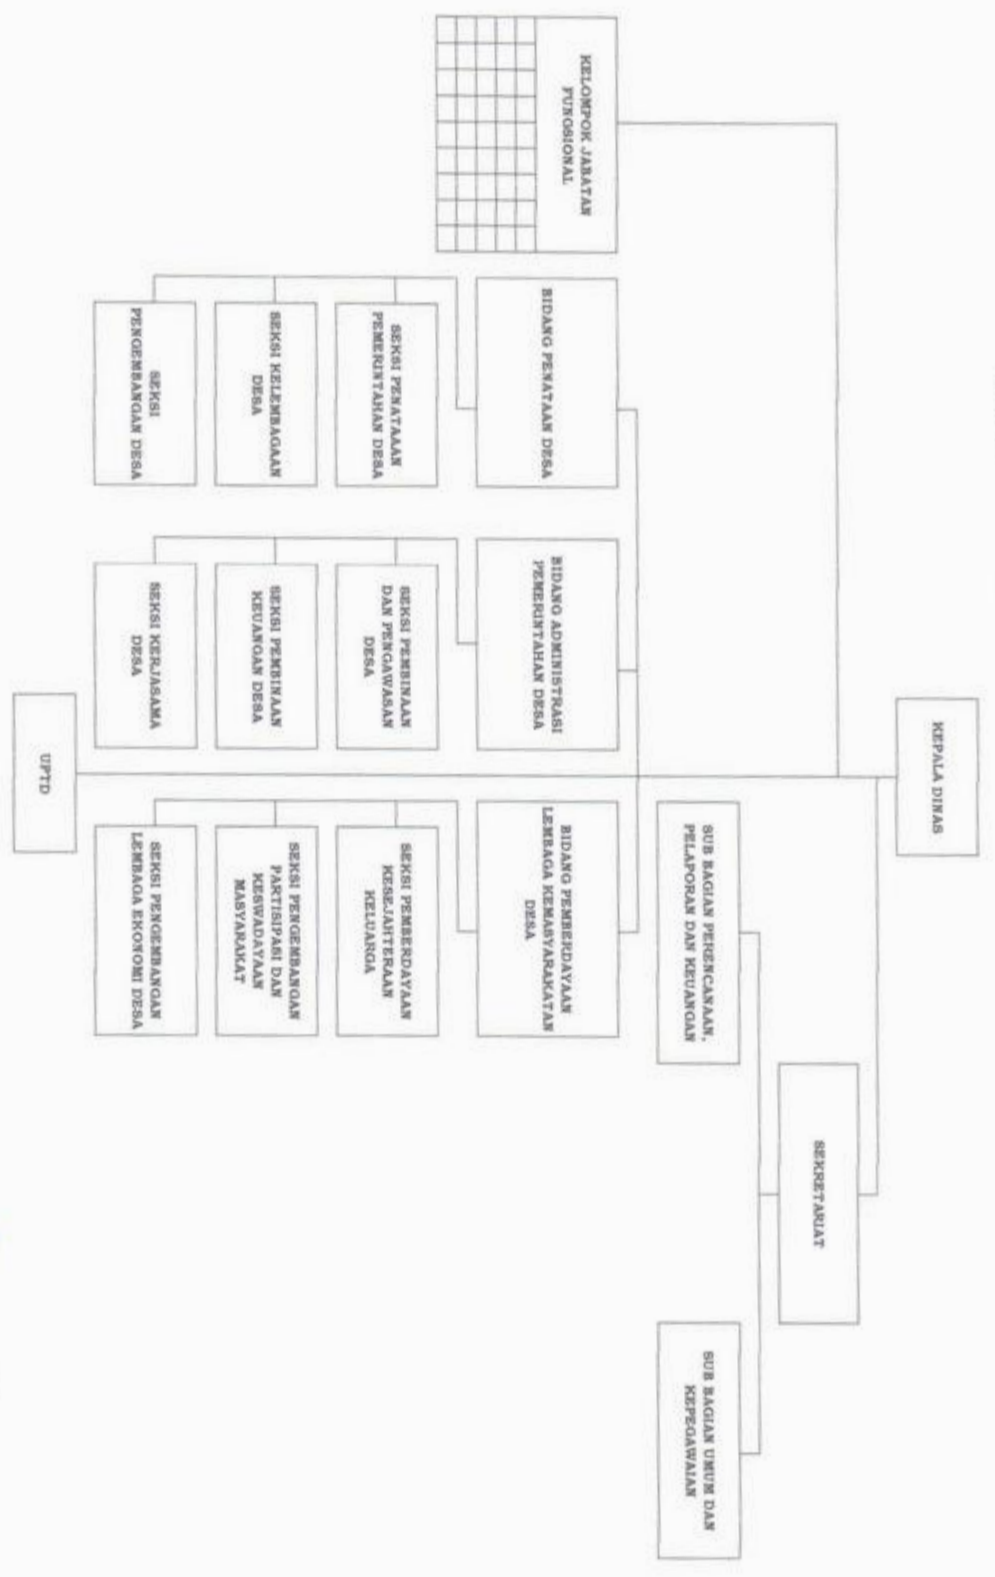 KEPALA DINAS
SEKRETARIAT
SUB BAGIAN PERENCANAAN,
PELAPORAN DAN KEUANGAN
SUB BAGIAN UMUM DAN
KEPEGAWAIAN
KELOMPOK JABATAN
FUNGSIONAL
BIDANG PENATAAN DESA
BIDANG ADMINISTRASI
PEMERINTAHAN DESA
BIDANG PEMBERDAYAAN
LEMBAGA KEMASYARAKATAN
DESA
SEKSI PENATAAAN
PEMERINTAHAN DESA
SEKSI PEMBINAAN
DAN PENGAWASAN
DESA
SEKSI PEMBERDAYAAN
KESEJAHTERAAN
KELUARGA
SEKSI KELEMBAGAAN
DESA
SEKSI PEMBINAAN
KEUANGAN DESA
SEKSI PENGEMBANGAN
PARTISIPASI DAN
KESWADAYAAN
MASYARAKAT
SEKSI
PENGEMBANGAN DESA
SEKSI KERJASAMA
DESA
SEKSI PENGEMBANGAN
LEMBAGA EKONOMI DESA
UPTD